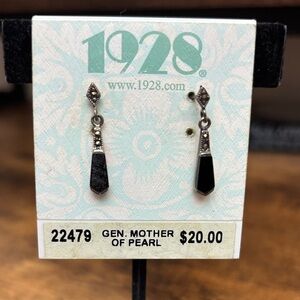 1928®
www.1928.com
22479 GEN. MOTHER OF PEARL $20.00